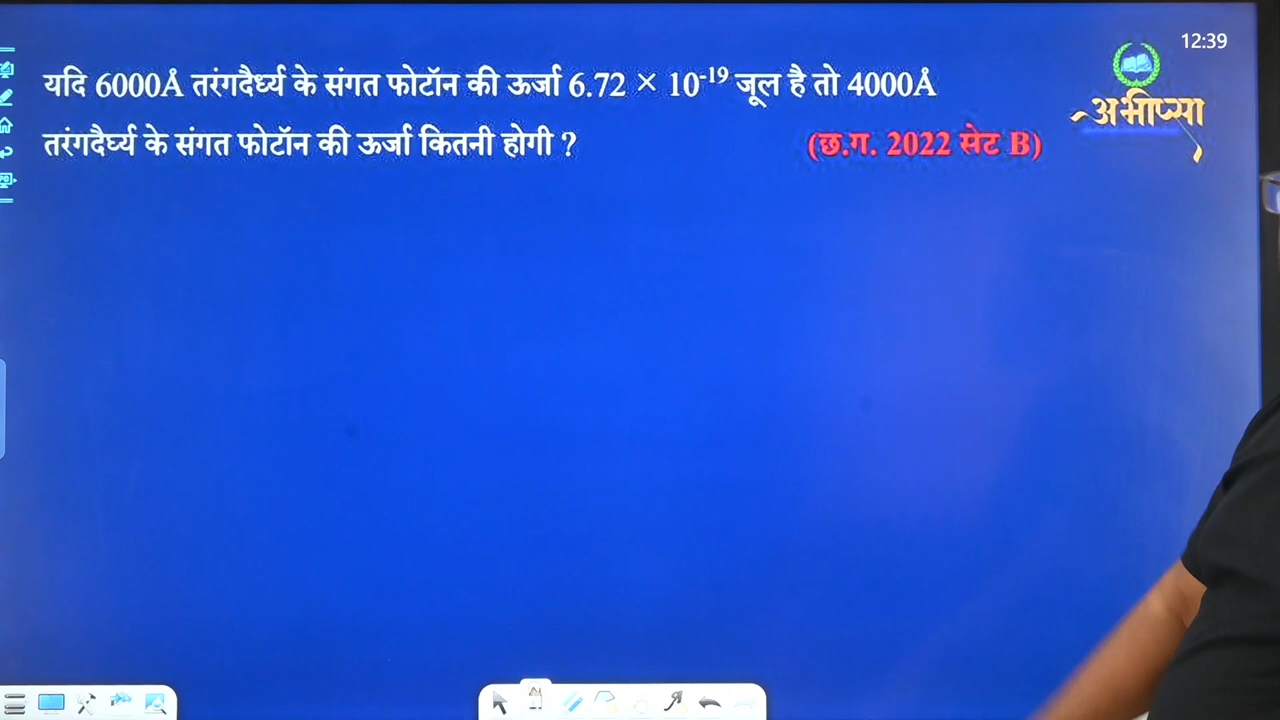 12:39
यदि 6000Å तरंगदैर्घ्य के संगत फोटॉन की ऊर्जा 6.72 × 10⁻¹⁹ जूल है तो 4000Å
तरंगदैर्घ्य के संगत फोटॉन की ऊर्जा कितनी होगी ?
(छ.ग. 2022 सेट B)
अभीप्सा